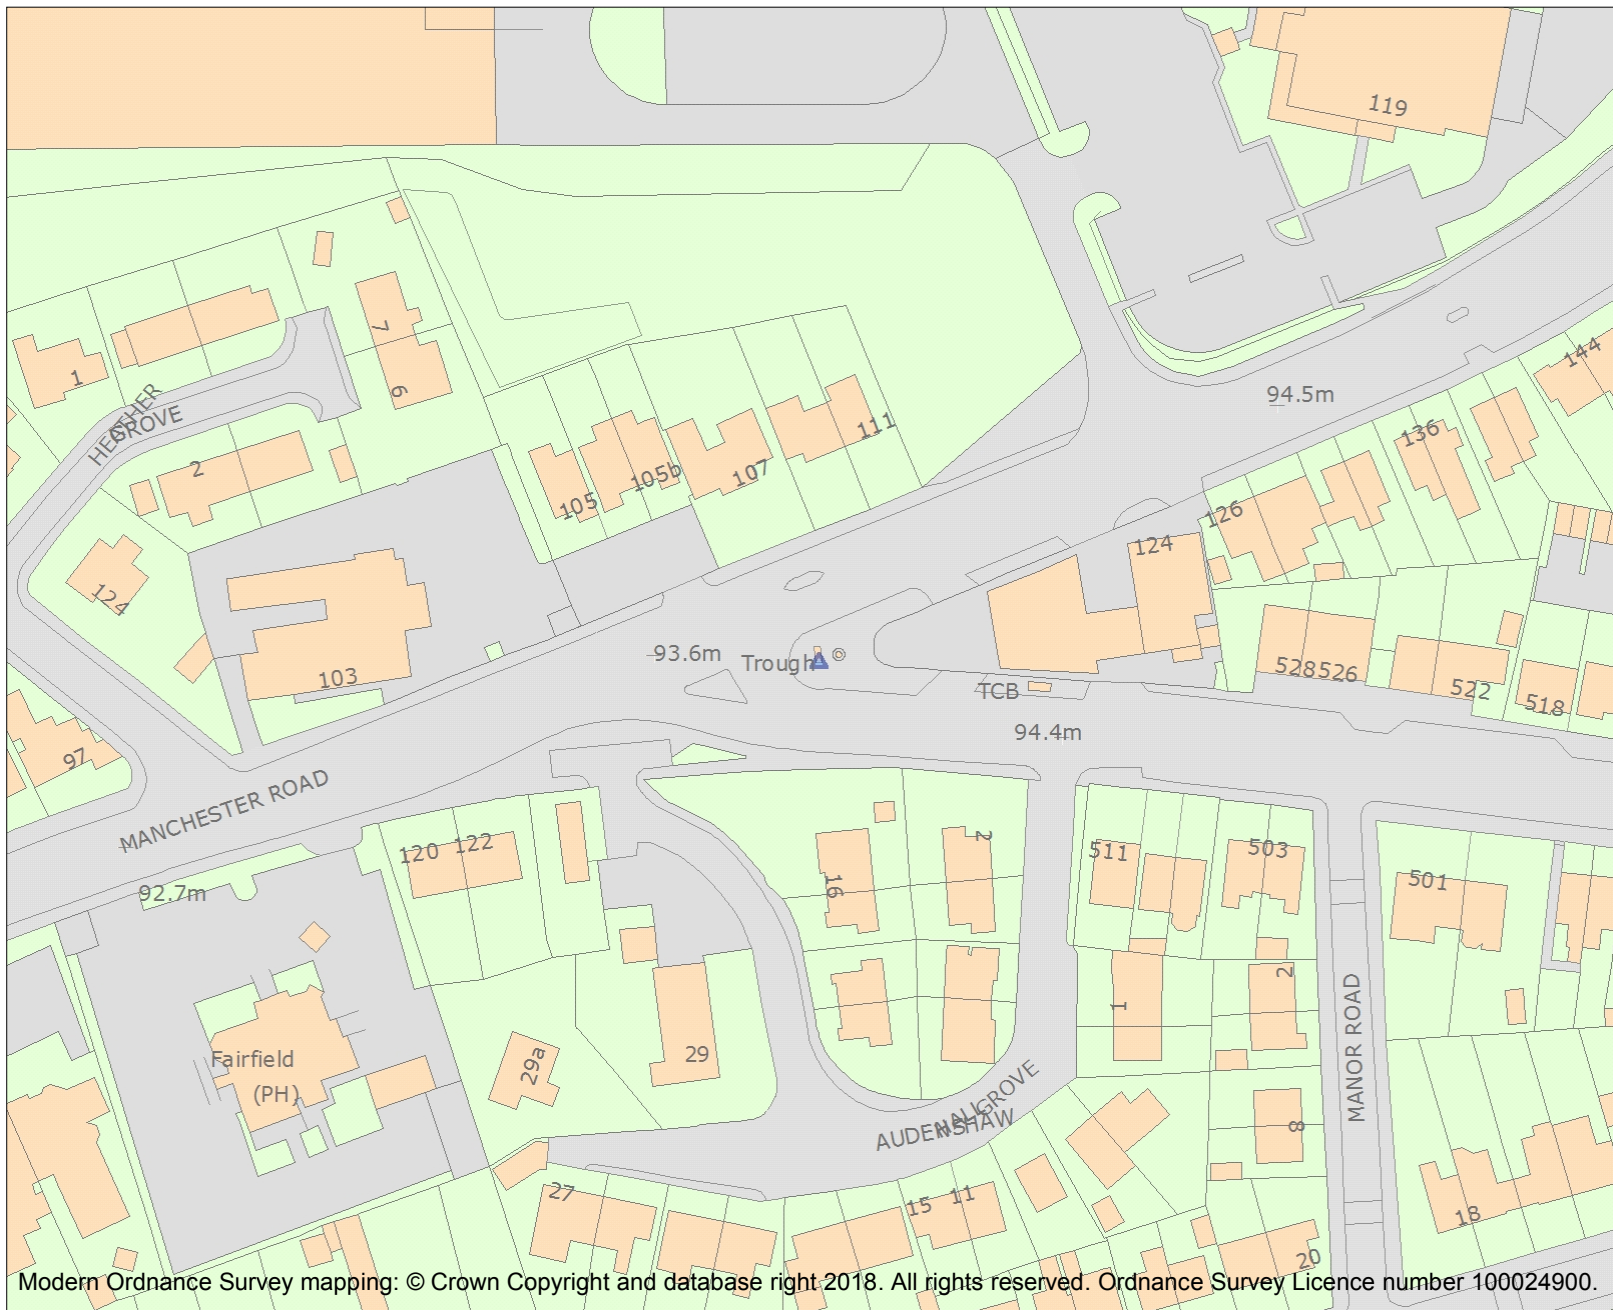 119
7
1
6
HEATHER
GROVE
2
94.5m
144
136
111
107
105b
105
126
124
124
103
93.6m
Trough
TCB
528
526
522
518
97
94.4m
MANCHESTER ROAD
120
122
92.7m
16
2
511
503
501
2
1
MANOR ROAD
Fairfield
(PH)
29a
29
8
AUDENSHAW
HALL GROVE
27
15
11
18
20
Modern Ordnance Survey mapping: © Crown Copyright and database right 2018. All rights reserved. Ordnance Survey Licence number 100024900.